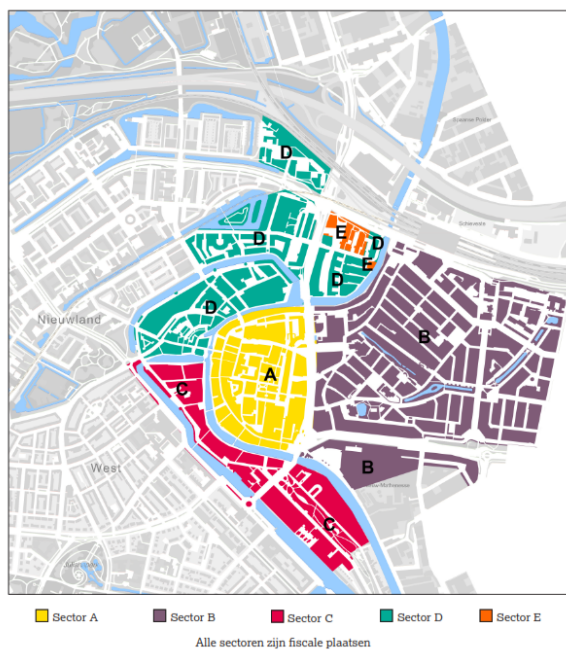 D
E
D
D
E
D
D
Nieuwland
B
A
C
West
B
C
Sector A
Sector B
Sector C
Sector D
Sector E
Alle sectoren zijn fiscale plaatsen